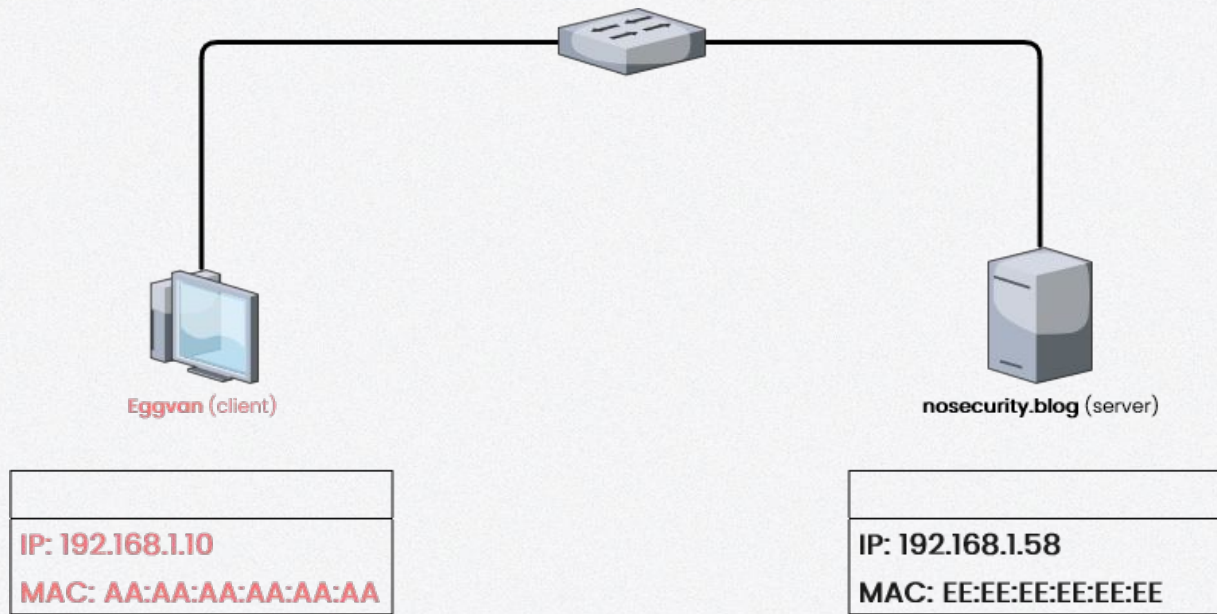 Eggvan (client)
nosecurity.blog (server)
IP: 192.168.1.10
MAC: AA:AA:AA:AA:AA:AA
IP: 192.168.1.58
MAC: EE:EE:EE:EE:EE:EE